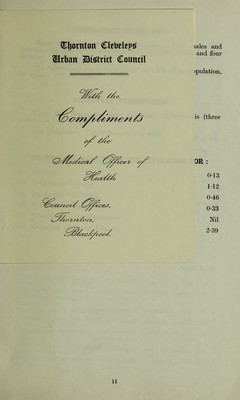 Thornton Cleveleys
Urban District Council
With the
Compliments
of the
Medical Officer of
Health
Council Offices,
Thornton,
Blackpool.
ales and
and four
pulation,
is (three
OR :
0·13
1·12
0·46
0·33
Nil
2·59
11